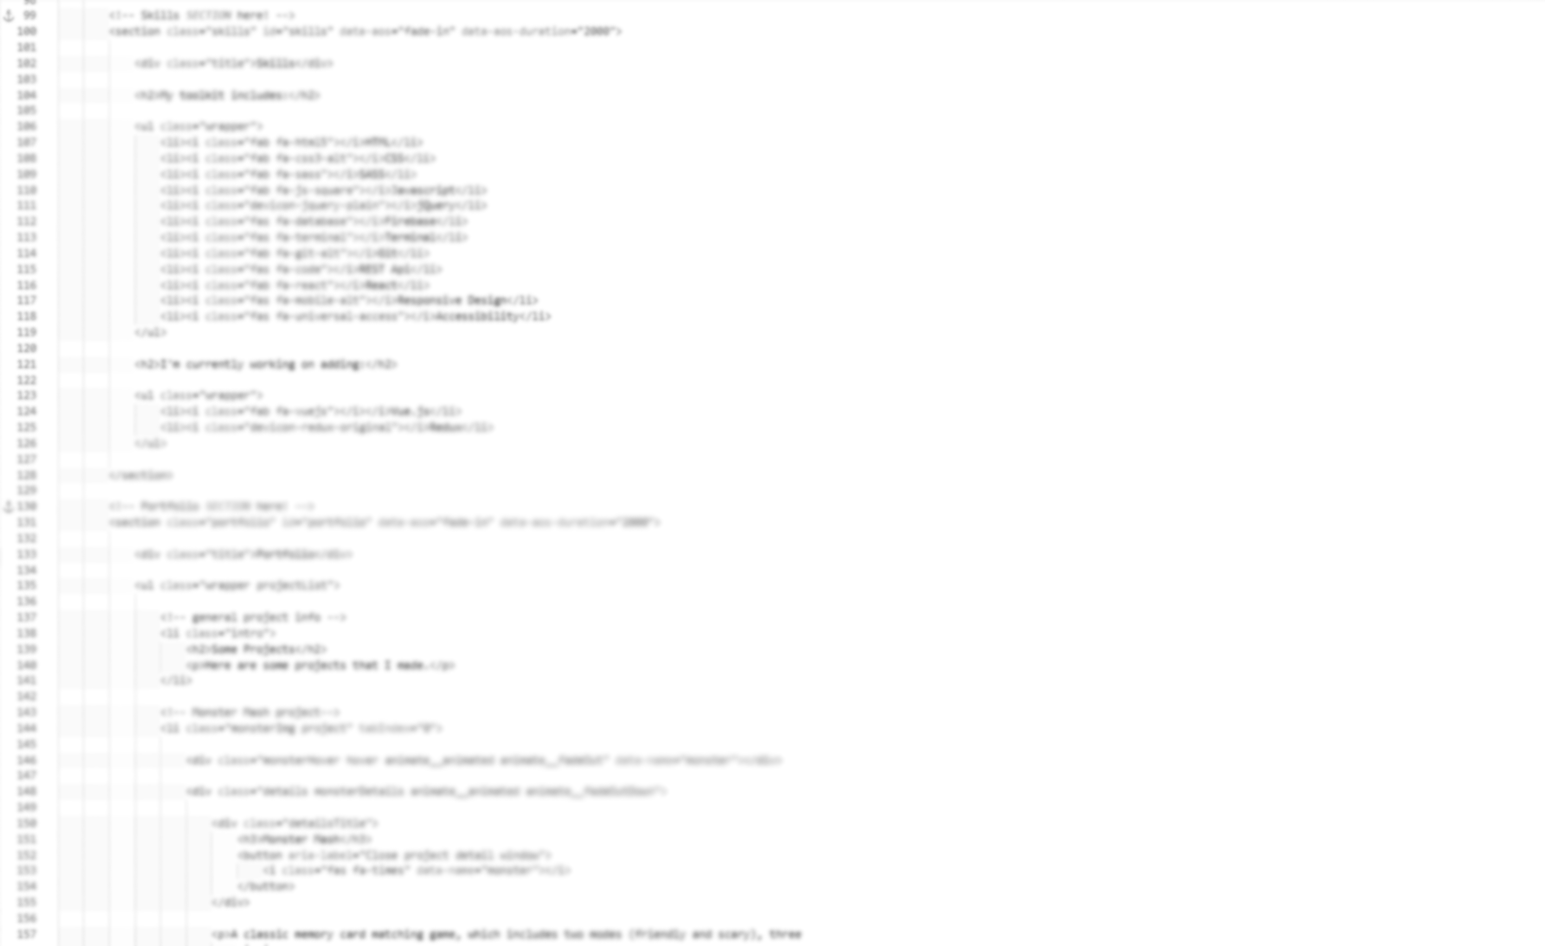 99 <!-- Skills SECTION here! -->
100 <section class="skills" id="skills" data-aos="fade-in" data-aos-duration="2000">
101
102 <div class="title">Skills</div>
103
104 <h2>My toolkit includes:</h2>
105
106 <ul class="wrapper">
107 <li><i class="fab fa-html5"></i>HTML</li>
108 <li><i class="fab fa-css3-alt"></i>CSS</li>
109 <li><i class="fab fa-sass"></i>SASS</li>
110 <li><i class="fab fa-js-square"></i>Javascript</li>
111 <li><i class="devicon-jquery-plain"></i>jQuery</li>
112 <li><i class="fas fa-database"></i>Firebase</li>
113 <li><i class="fas fa-terminal"></i>Terminal</li>
114 <li><i class="fab fa-git-alt"></i>Git</li>
115 <li><i class="fas fa-code"></i>REST Api</li>
116 <li><i class="fab fa-react"></i>React</li>
117 <li><i class="fas fa-mobile-alt"></i>Responsive Design</li>
118 <li><i class="fas fa-universal-access"></i>Accessibility</li>
119 </ul>
120
121 <h2>I'm currently working on adding:</h2>
122
123 <ul class="wrapper">
124 <li><i class="fab fa-vuejs"></i></i>Vue.js</li>
125 <li><i class="devicon-redux-original"></i>Redux</li>
126 </ul>
127
128 </section>
129
130 <!-- Portfolio SECTION here! -->
131 <section class="portfolio" id="portfolio" data-aos="fade-in" data-aos-duration="2000">
132
133 <div class="title">Portfolio</div>
134
135 <ul class="wrapper projectList">
136
137 <!-- general project info -->
138 <li class="intro">
139 <h2>Some Projects</h2>
140 <p>Here are some projects that I made.</p>
141 </li>
142
143 <!-- Monster Mash project-->
144 <li class="monsterImg project" tabindex="0">
145
146 <div class="monsterHover hover animate__animated animate__fadeOut" data-name="monster"></div>
147
148 <div class="details monsterDetails animate__animated animate__fadeOutDown">
149
150 <div class="detailsTitle">
151 <h3>Monster Mash</h3>
152 <button aria-label="Close project detail window">
153 <i class="fas fa-times" data-name="monster"></i>
154 </button>
155 </div>
156
157 <p>A classic memory card matching game, which includes two modes (friendly and scary), three